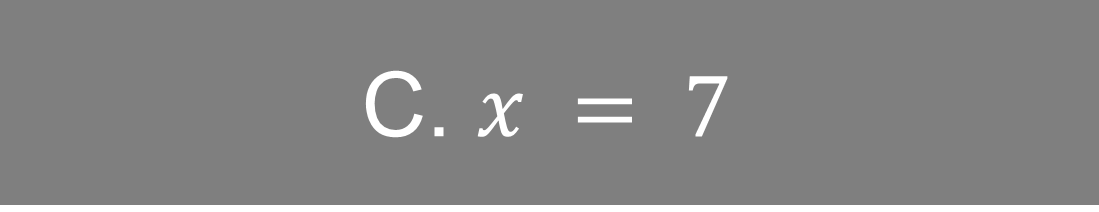 C. x = 7